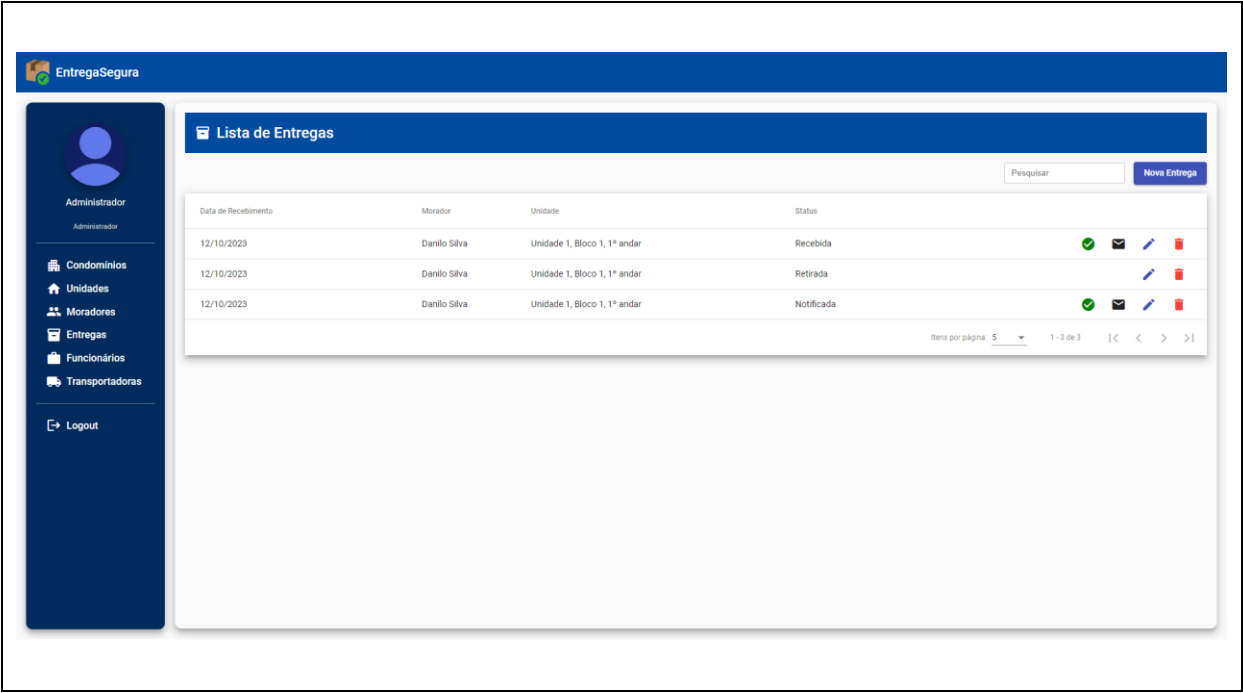 EntregaSegura
Administrador
Administrador
Condomínios
Unidades
Moradores
Entregas
Funcionários
Transportadoras
Logout
Lista de Entregas
Pesquisar Nova Entrega
Data de Recebimento Morador Unidade Status
12/10/2023 Danilo Silva Unidade 1, Bloco 1, 1º andar Recebida
12/10/2023 Danilo Silva Unidade 1, Bloco 1, 1º andar Retirada
12/10/2023 Danilo Silva Unidade 1, Bloco 1, 1º andar Notificada
Itens por página: 5 1 - 3 de 3